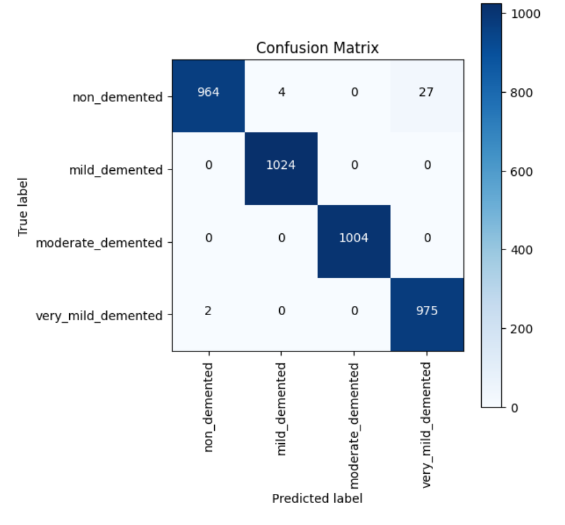 Confusion Matrix
True label
non_demented 964 4 0 27
mild_demented 0 1024 0 0
moderate_demented 0 0 1004 0
very_mild_demented 2 0 0 975
non_demented
mild_demented
moderate_demented
very_mild_demented
Predicted label
1000
800
600
400
200
0